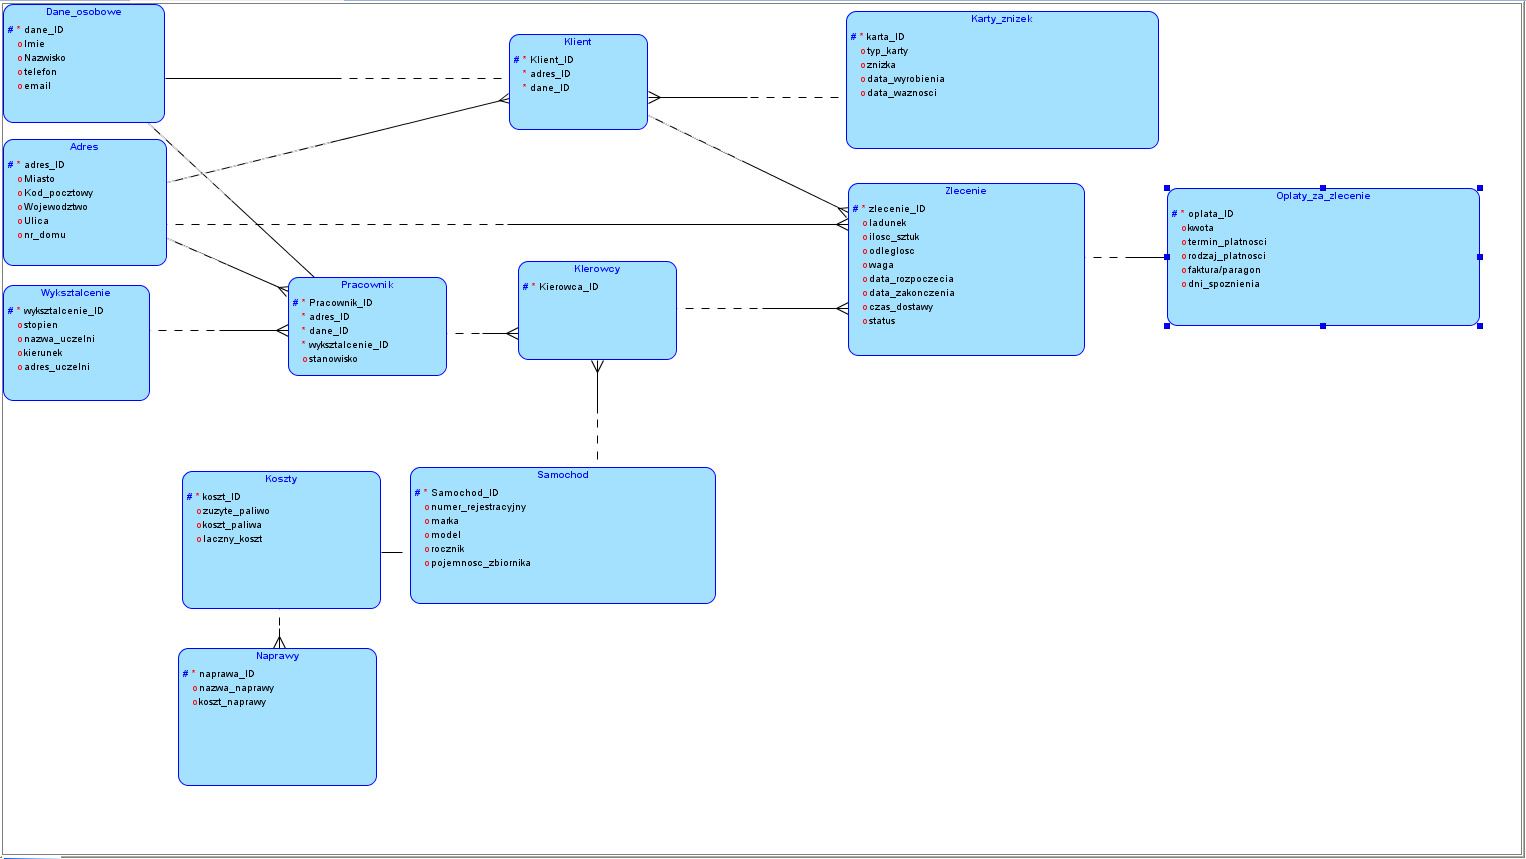 Dane_osobowe
# * dane_ID
o Imie
o Nazwisko
o telefon
o email
Klient
# * Klient_ID
* adres_ID
* dane_ID
Karty_znizek
# * karta_ID
o typ_karty
o znizka
o data_wyrobienia
o data_waznosci
Adres
# * adres_ID
o Miasto
o Kod_pocztowy
o Wojewodztwo
o Ulica
o nr_domu
Zlecenie
# * zlecenie_ID
o ladunek
o ilosc_sztuk
o odleglosc
o waga
o data_rozpoczecia
o data_zakonczenia
o czas_dostawy
o status
Oplaty_za_zlecenie
# * oplata_ID
o kwota
o termin_platnosci
o rodzaj_platnosci
o faktura/paragon
o dni_spoznienia
Wyksztalcenie
# * wyksztalcenie_ID
o stopien
o nazwa_uczelni
o kierunek
o adres_uczelni
Pracownik
# * Pracownik_ID
* adres_ID
* dane_ID
* wyksztalcenie_ID
o stanowisko
Kierowcy
# * Kierowca_ID
Koszty
# * koszt_ID
o zuzyte_paliwo
o koszt_paliwa
o laczny_koszt
Samochod
# * Samochod_ID
o numer_rejestracyjny
o marka
o model
o rocznik
o pojemnosc_zbiornika
Naprawy
# * naprawa_ID
o nazwa_naprawy
o koszt_naprawy